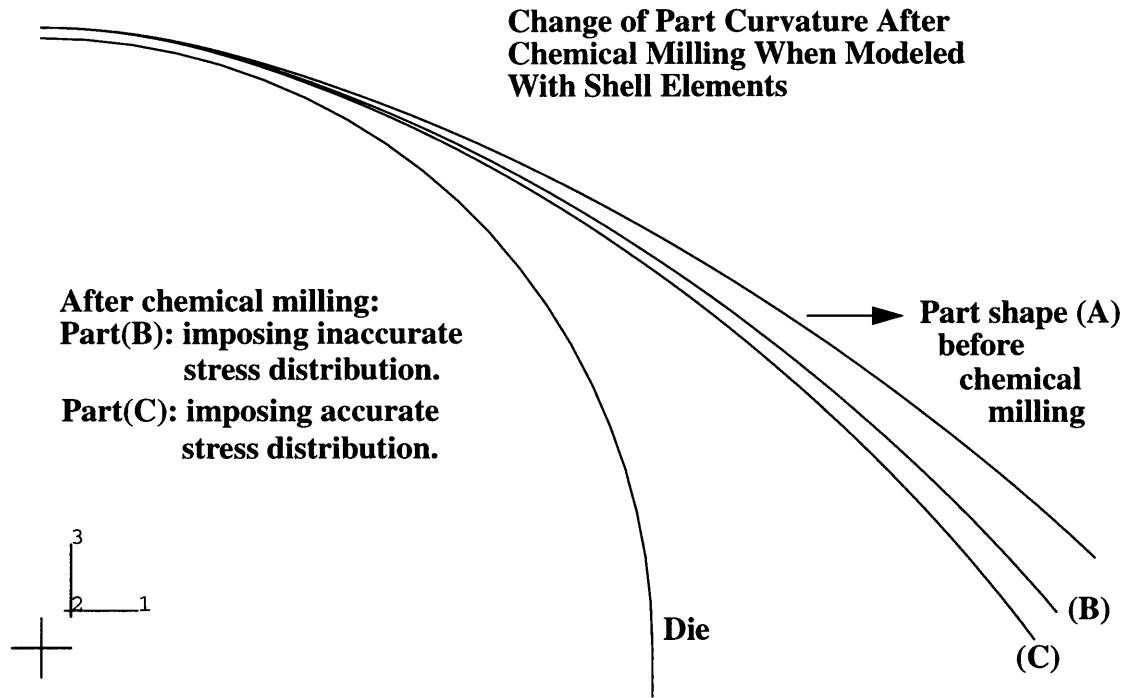 Change of Part Curvature After
Chemical Milling When Modeled
With Shell Elements
After chemical milling:
Part(B): imposing inaccurate
stress distribution.
Part(C): imposing accurate
stress distribution.
Part shape (A)
before
chemical
milling
3
2
1
Die
(B)
(C)